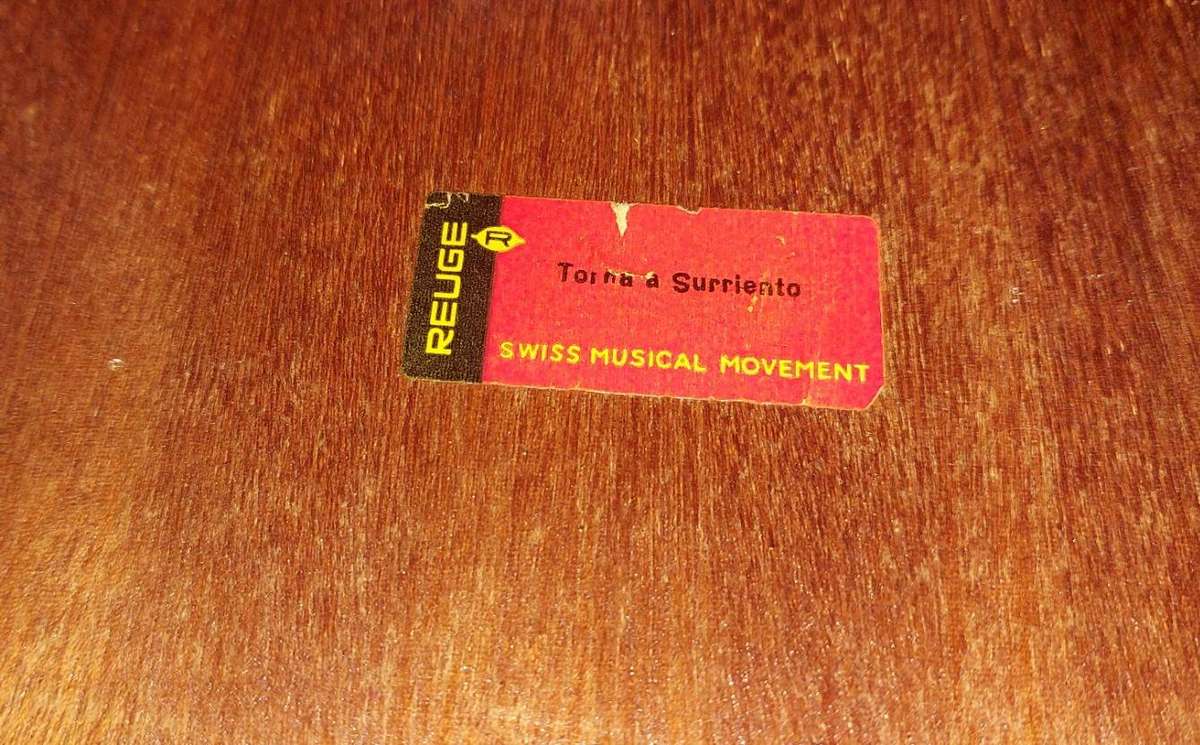 REUGE
R
Torna a Surriento
SWISS MUSICAL MOVEMENT